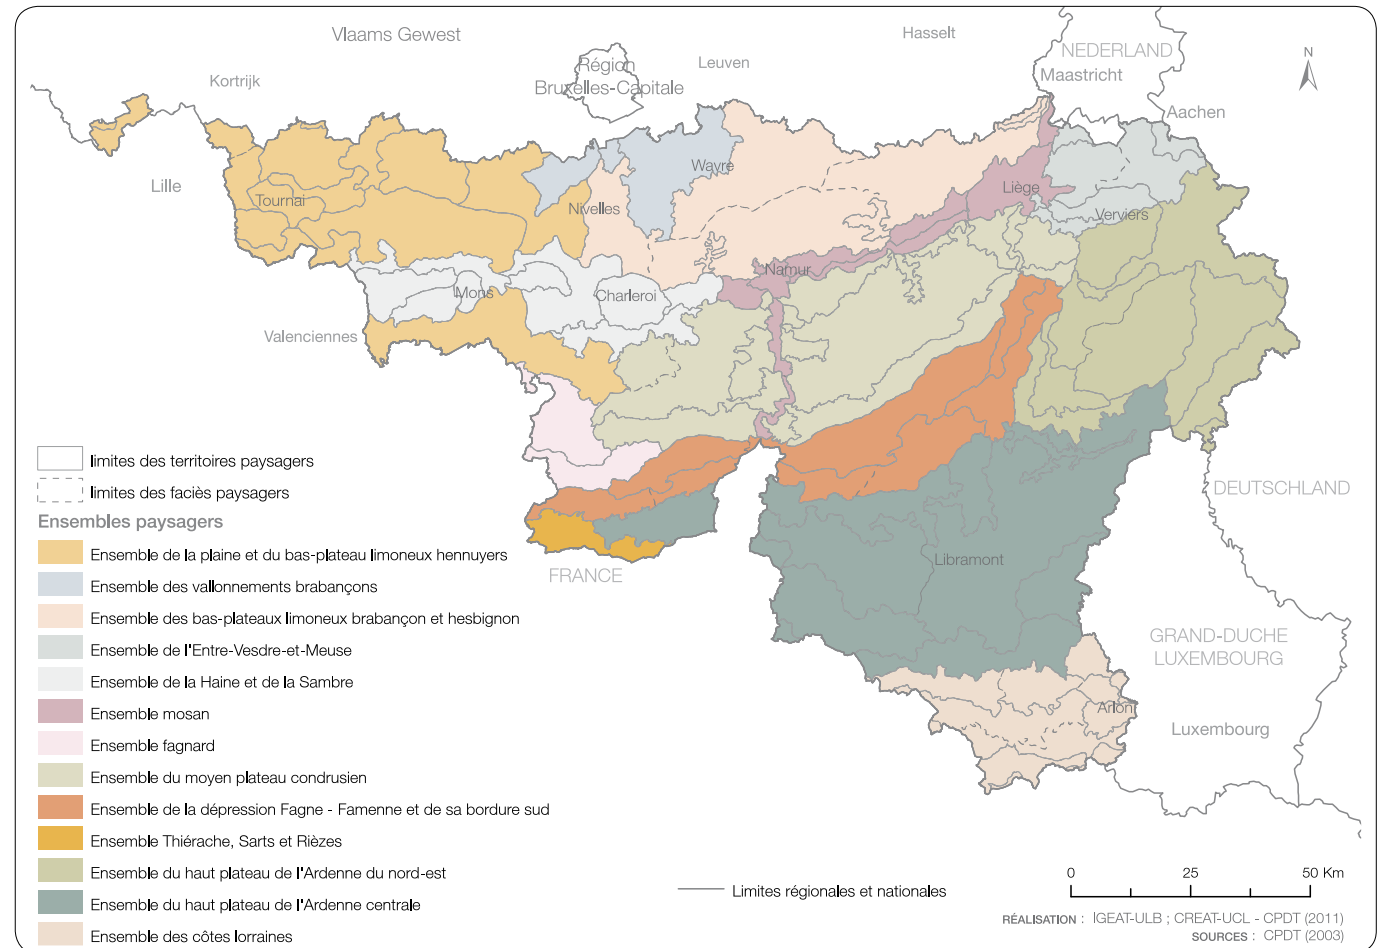 Vlaams Gewest
Hasselt
NEDERLAND
Région
Bruxelles-Capitale
Leuven
Maastricht
N
Kortrijk
Aachen
Lille
Wavre
Liège
Tournai
Nivelles
Verviers
Namur
Mons
Charleroi
Valenciennes
limites des territoires paysagers
limites des faciès paysagers
DEUTSCHLAND
Ensembles paysagers
Ensemble de la plaine et du bas-plateau limoneux hennuyers
Ensemble des vallonnements brabançons
Ensemble des bas-plateaux limoneux brabançon et hesbignon
Ensemble de l'Entre-Vesdre-et-Meuse
Ensemble de la Haine et de la Sambre
Ensemble mosan
Ensemble fagnard
Ensemble du moyen plateau condrusien
Ensemble de la dépression Fagne - Famenne et de sa bordure sud
Ensemble Thiérache, Sarts et Rièzes
Ensemble du haut plateau de l'Ardenne du nord-est
Ensemble du haut plateau de l'Ardenne centrale
Ensemble des côtes lorraines
FRANCE
Libramont
GRAND-DUCHE
LUXEMBOURG
Arlon
Luxembourg
Limites régionales et nationales
0 25 50 Km
RÉALISATION : IGEAT-ULB ; CREAT-UCL - CPDT (2011)
SOURCES : CPDT (2003)